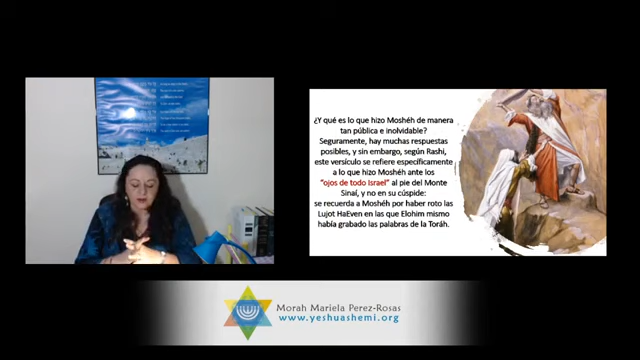 ¿Y qué es lo que hizo Moshéh de manera
tan pública e inolvidable?
Seguramente, hay muchas respuestas
posibles, y sin embargo, según Rashi,
este versículo se refiere específicamente
a lo que hizo Moshéh ante los
"ojos de todo Israel" al pie del Monte
Sinaí, y no en su cúspide:
se recuerda a Moshéh por haber roto las
Lujot HaEven en las que Elohim mismo
había grabado las palabras de la Toráh.
Morah Mariela Perez-Rosas
www.yeshuashemi.org